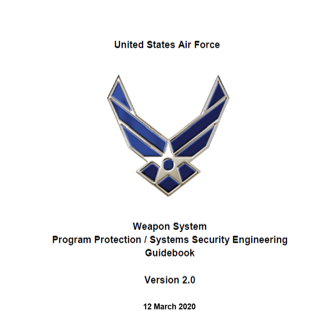 United States Air Force
Weapon System
Program Protection / Systems Security Engineering
Guidebook
Version 2.0
12 March 2020